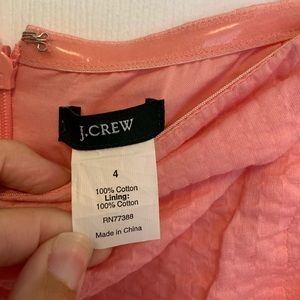 J.CREW
4
100% Cotton
Lining:
100% Cotton
RN77388
Made in China